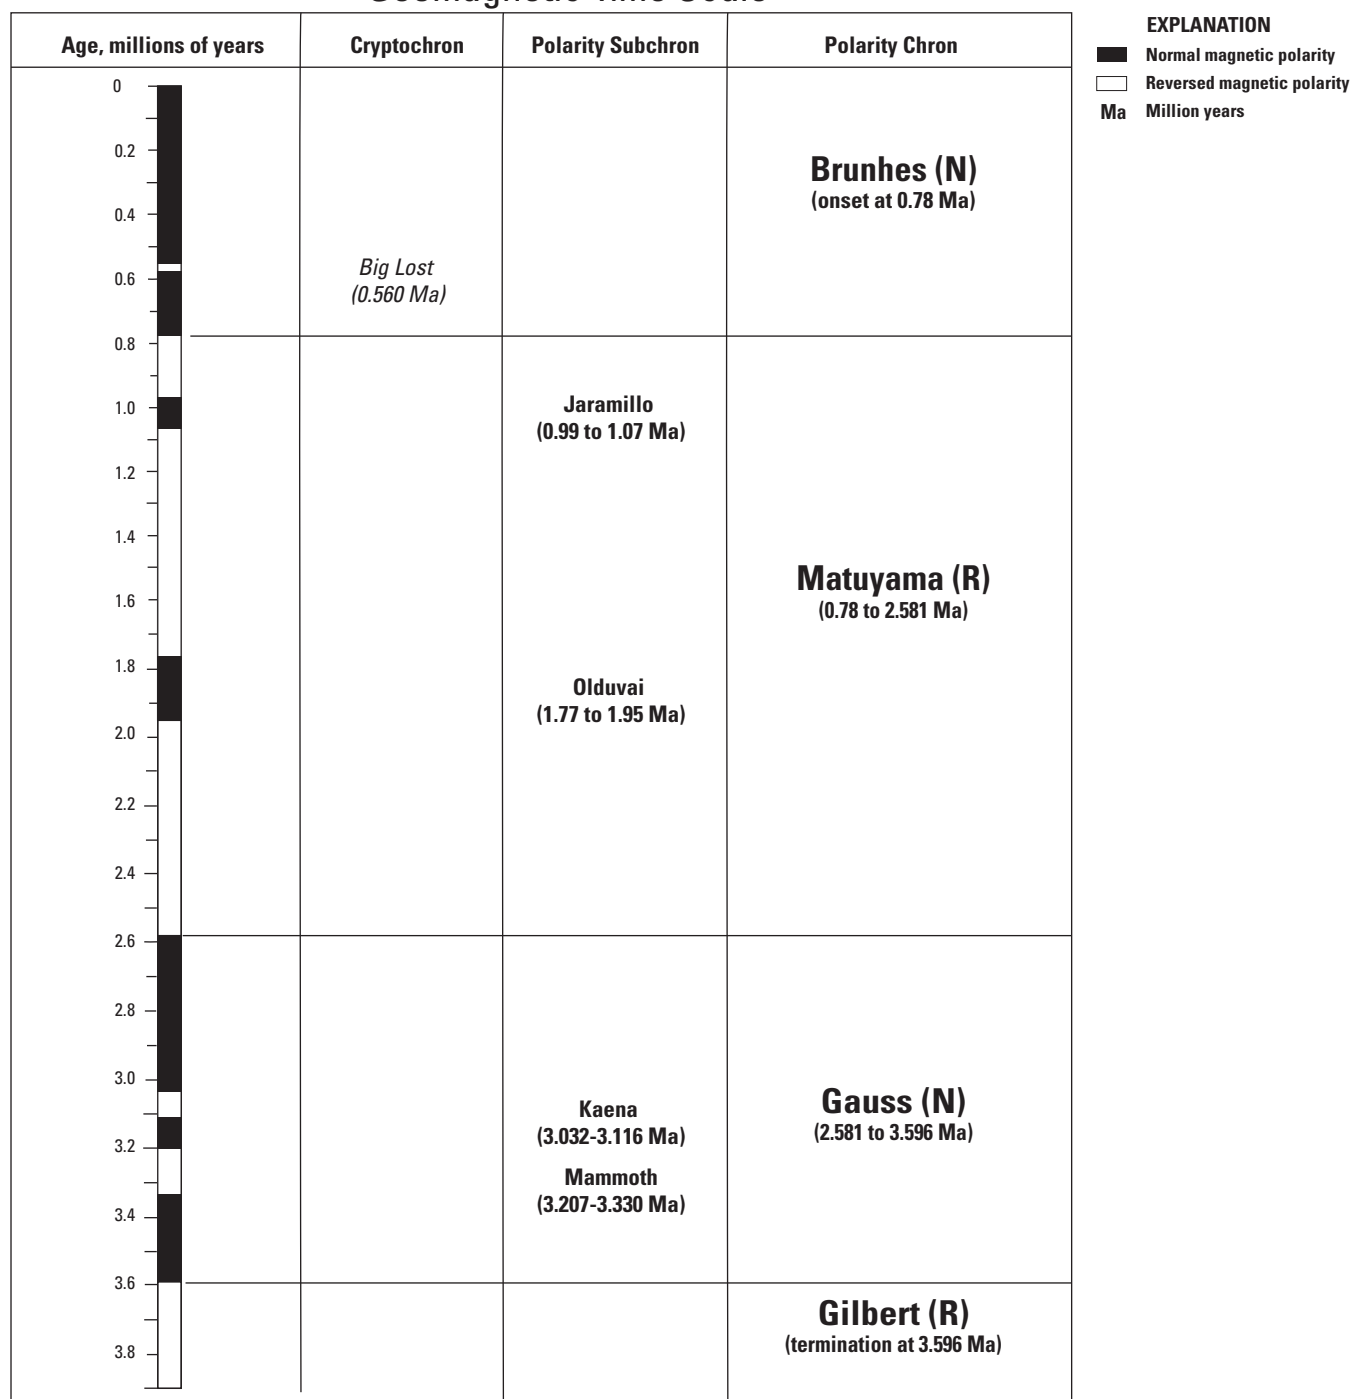 Age, millions of years
Cryptochron
Polarity Subchron
Polarity Chron
EXPLANATION
Normal magnetic polarity
Reversed magnetic polarity
Ma Million years
0
0.2
0.4
0.6
0.8
1.0
1.2
1.4
1.6
1.8
2.0
2.2
2.4
2.6
2.8
3.0
3.2
3.4
3.6
3.8
Big Lost
(0.560 Ma)
Jaramillo
(0.99 to 1.07 Ma)
Olduvai
(1.77 to 1.95 Ma)
Kaena
(3.032-3.116 Ma)
Mammoth
(3.207-3.330 Ma)
Brunhes (N)
(onset at 0.78 Ma)
Matuyama (R)
(0.78 to 2.581 Ma)
Gauss (N)
(2.581 to 3.596 Ma)
Gilbert (R)
(termination at 3.596 Ma)